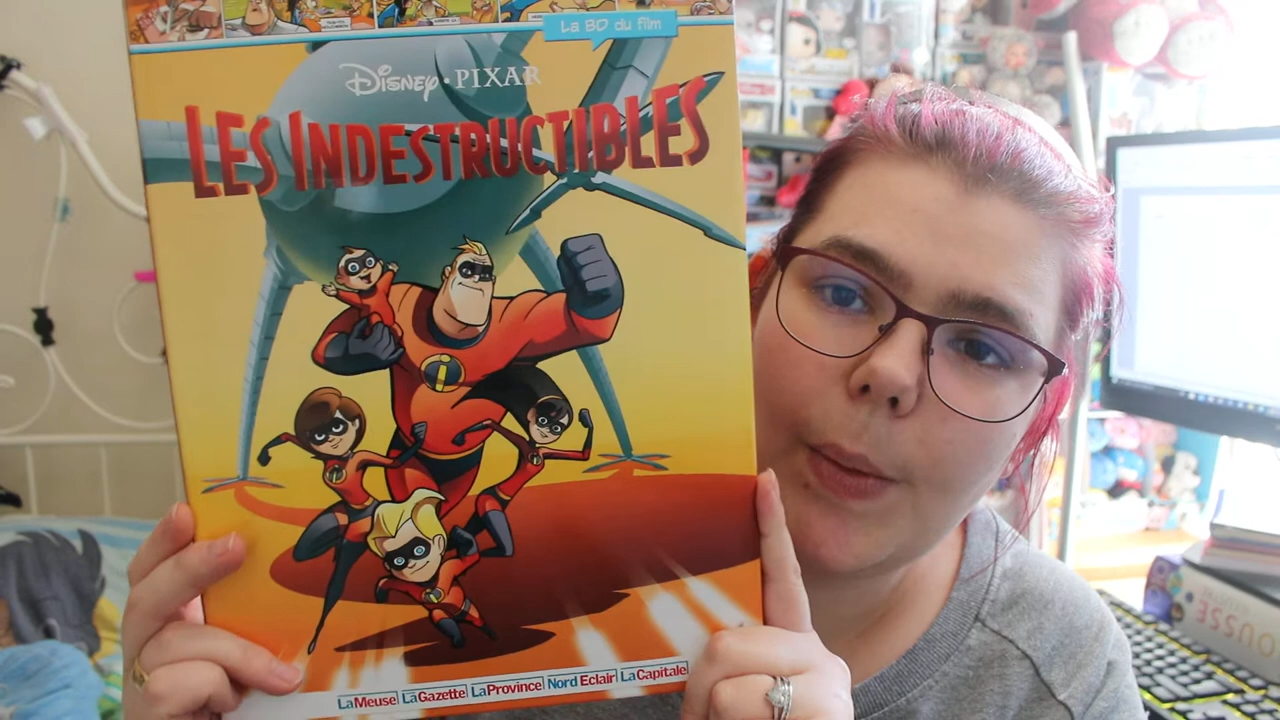 La BD du film
Disney·PIXAR
LES INDESTRUCTIBLES
LaMeuse LaGazette LaProvince Nord Eclair LaCapitale